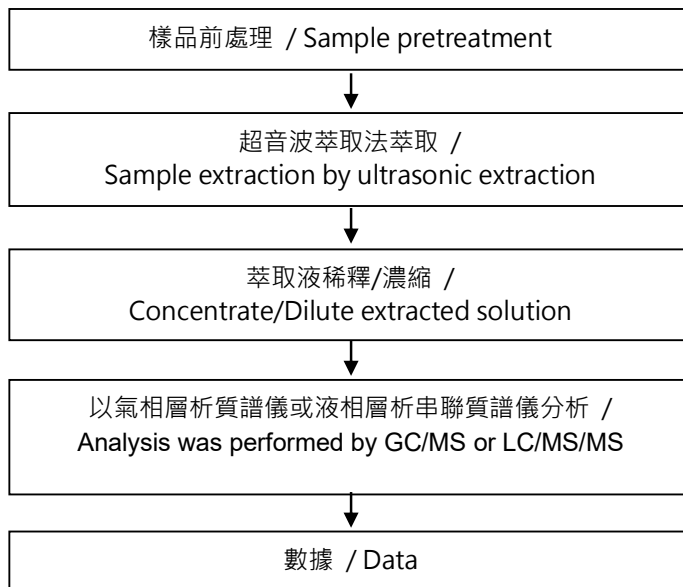 樣品前處理 / Sample pretreatment
超音波萃取法萃取 /
Sample extraction by ultrasonic extraction
萃取液稀釋/濃縮 /
Concentrate/Dilute extracted solution
以氣相層析質譜儀或液相層析串聯質譜儀分析 /
Analysis was performed by GC/MS or LC/MS/MS
數據 / Data